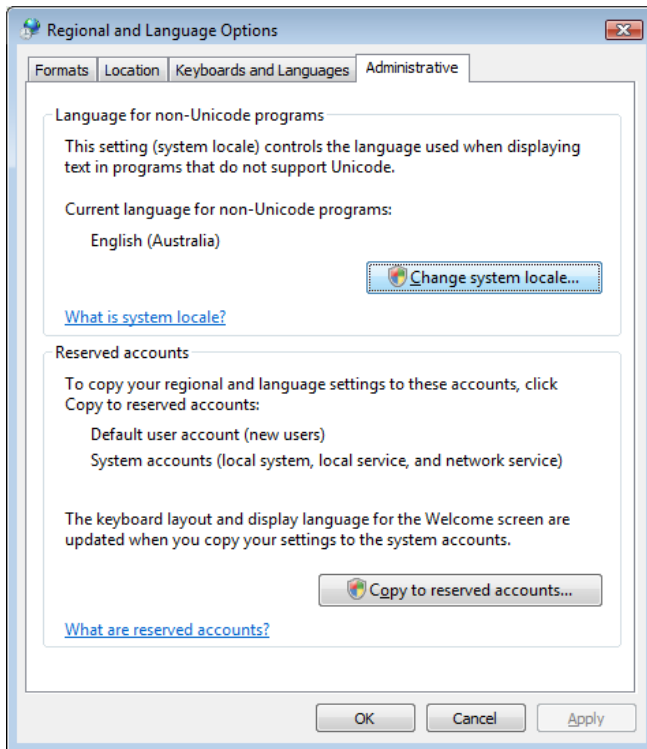 Regional and Language Options
Formats Location Keyboards and Languages Administrative
Language for non-Unicode programs
This setting (system locale) controls the language used when displaying
text in programs that do not support Unicode.
Current language for non-Unicode programs:
English (Australia)
Change system locale...
What is system locale?
Reserved accounts
To copy your regional and language settings to these accounts, click
Copy to reserved accounts:
Default user account (new users)
System accounts (local system, local service, and network service)
The keyboard layout and display language for the Welcome screen are
updated when you copy your settings to the system accounts.
Copy to reserved accounts...
What are reserved accounts?
OK Cancel Apply